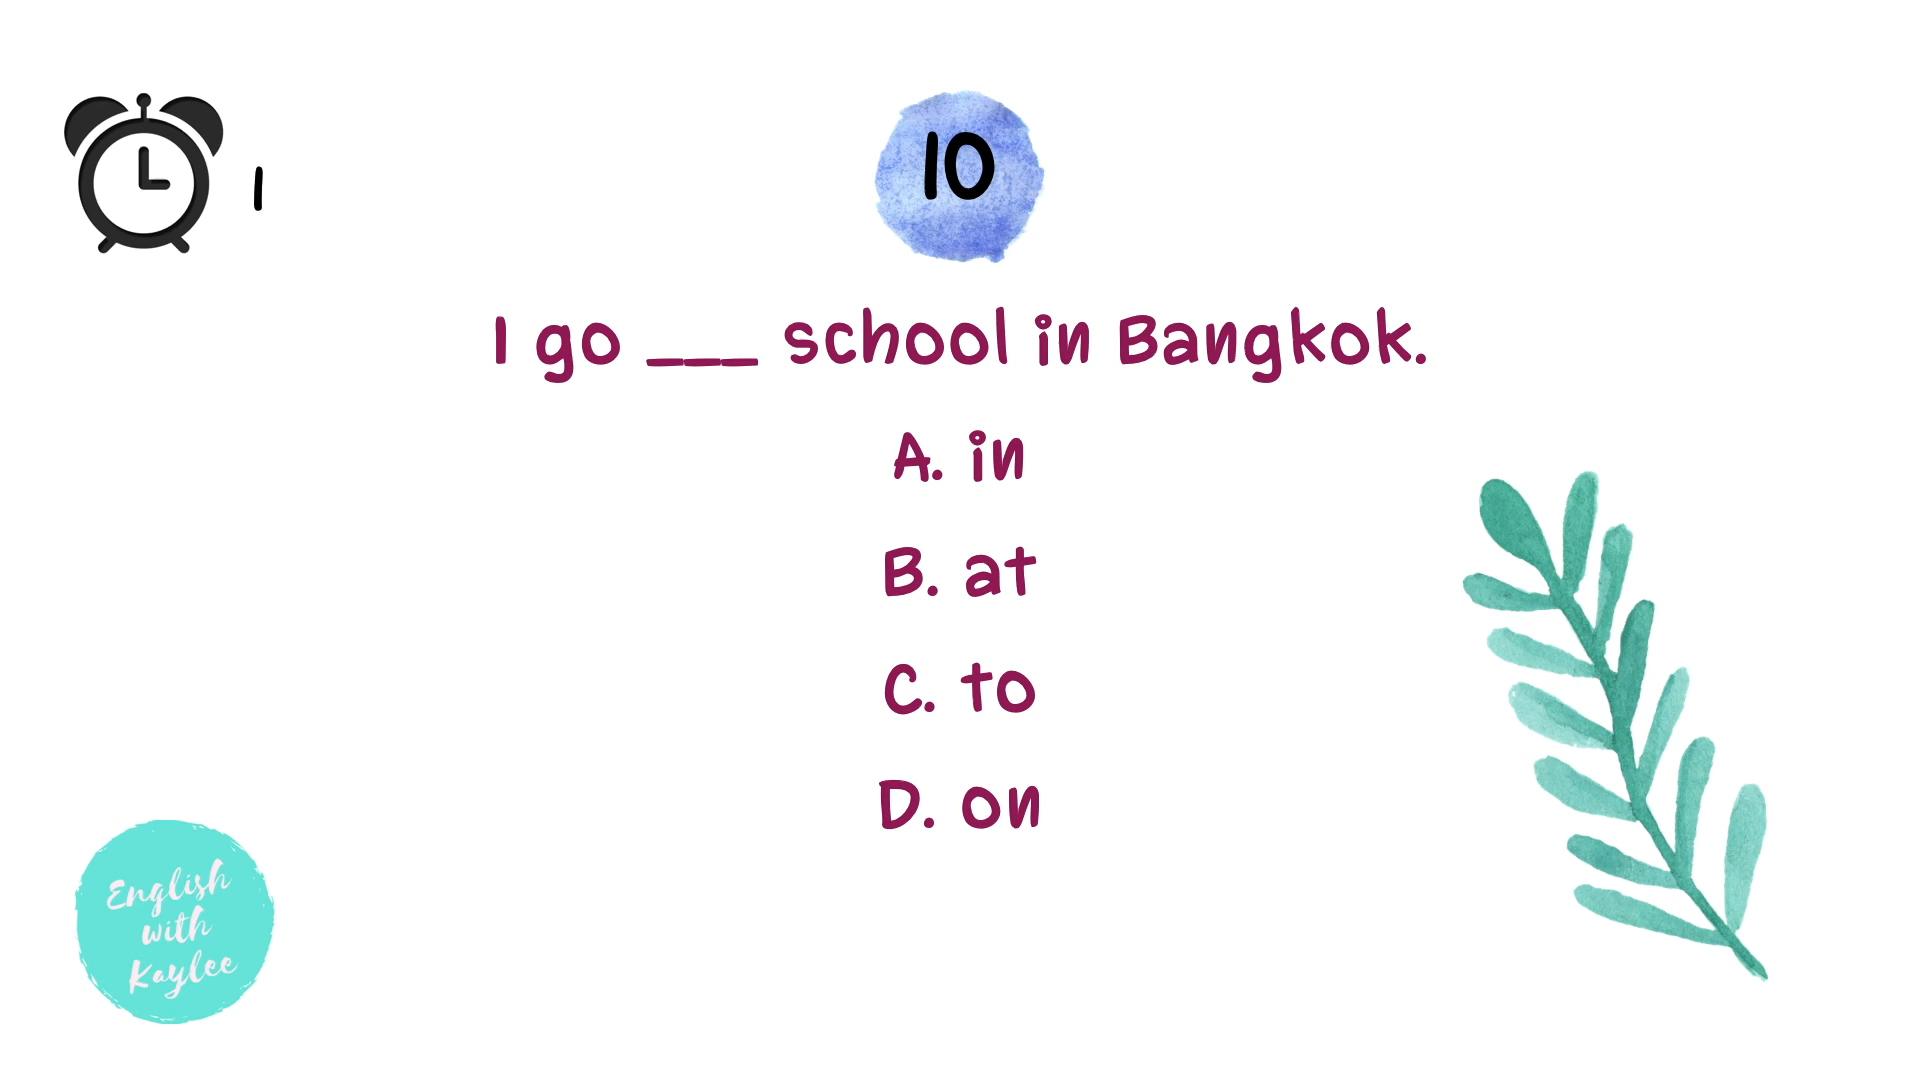 10
1
I go ___ school in Bangkok.
A. in
B. at
C. to
D. on
English
with
Kaylee